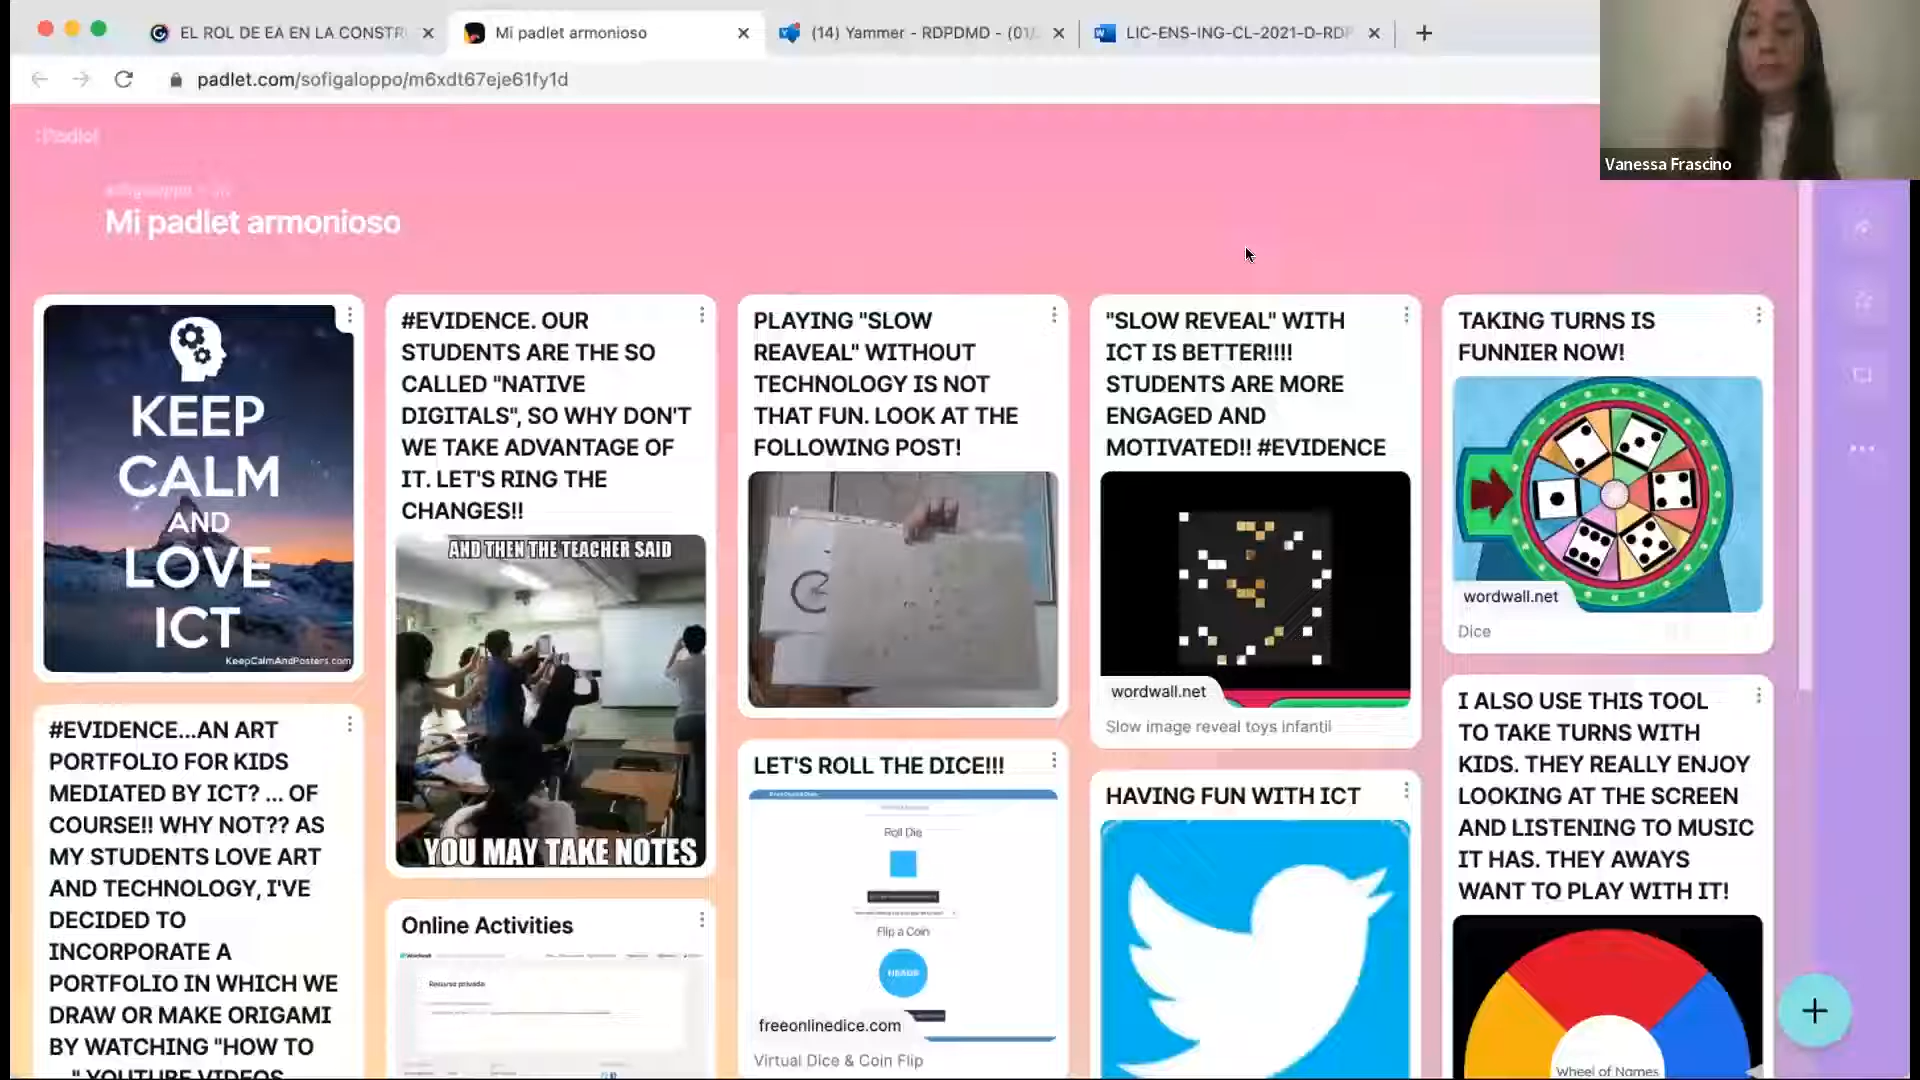 EL ROL DE EA EN LA CONSTR
Mi padlet armonioso
(14) Yammer - RDPDMD - (01/
LIC-ENS-ING-CL-2021-D-RDP
padlet.com/sofigaloppo/m6xdt67eje61fy1d
Vanessa Frascino
:Padlet
Mi padlet armonioso
KEEP
CALM
AND
LOVE
ICT
KeepCalmAndPosters.com
#EVIDENCE...AN ART
PORTFOLIO FOR KIDS
MEDIATED BY ICT? ... OF
COURSE!! WHY NOT?? AS
MY STUDENTS LOVE ART
AND TECHNOLOGY, I'VE
DECIDED TO
INCORPORATE A
PORTFOLIO IN WHICH WE
DRAW OR MAKE ORIGAMI
BY WATCHING "HOW TO
..." YOUTUBE VIDEOS
#EVIDENCE. OUR
STUDENTS ARE THE SO
CALLED "NATIVE
DIGITALS", SO WHY DON'T
WE TAKE ADVANTAGE OF
IT. LET'S RING THE
CHANGES!!
AND THEN THE TEACHER SAID
YOU MAY TAKE NOTES
Online Activities
Recurso privado
PLAYING "SLOW
REAVEAL" WITHOUT
TECHNOLOGY IS NOT
THAT FUN. LOOK AT THE
FOLLOWING POST!
LET'S ROLL THE DICE!!!
Roll Die
Flip a Coin
HEADS
freeonlinedice.com
Virtual Dice & Coin Flip
"SLOW REVEAL" WITH
ICT IS BETTER!!!!
STUDENTS ARE MORE
ENGAGED AND
MOTIVATED!! #EVIDENCE
wordwall.net
Slow image reveal toys infantil
HAVING FUN WITH ICT
TAKING TURNS IS
FUNNIER NOW!
wordwall.net
Dice
I ALSO USE THIS TOOL
TO TAKE TURNS WITH
KIDS. THEY REALLY ENJOY
LOOKING AT THE SCREEN
AND LISTENING TO MUSIC
IT HAS. THEY AWAYS
WANT TO PLAY WITH IT!
Wheel of Names